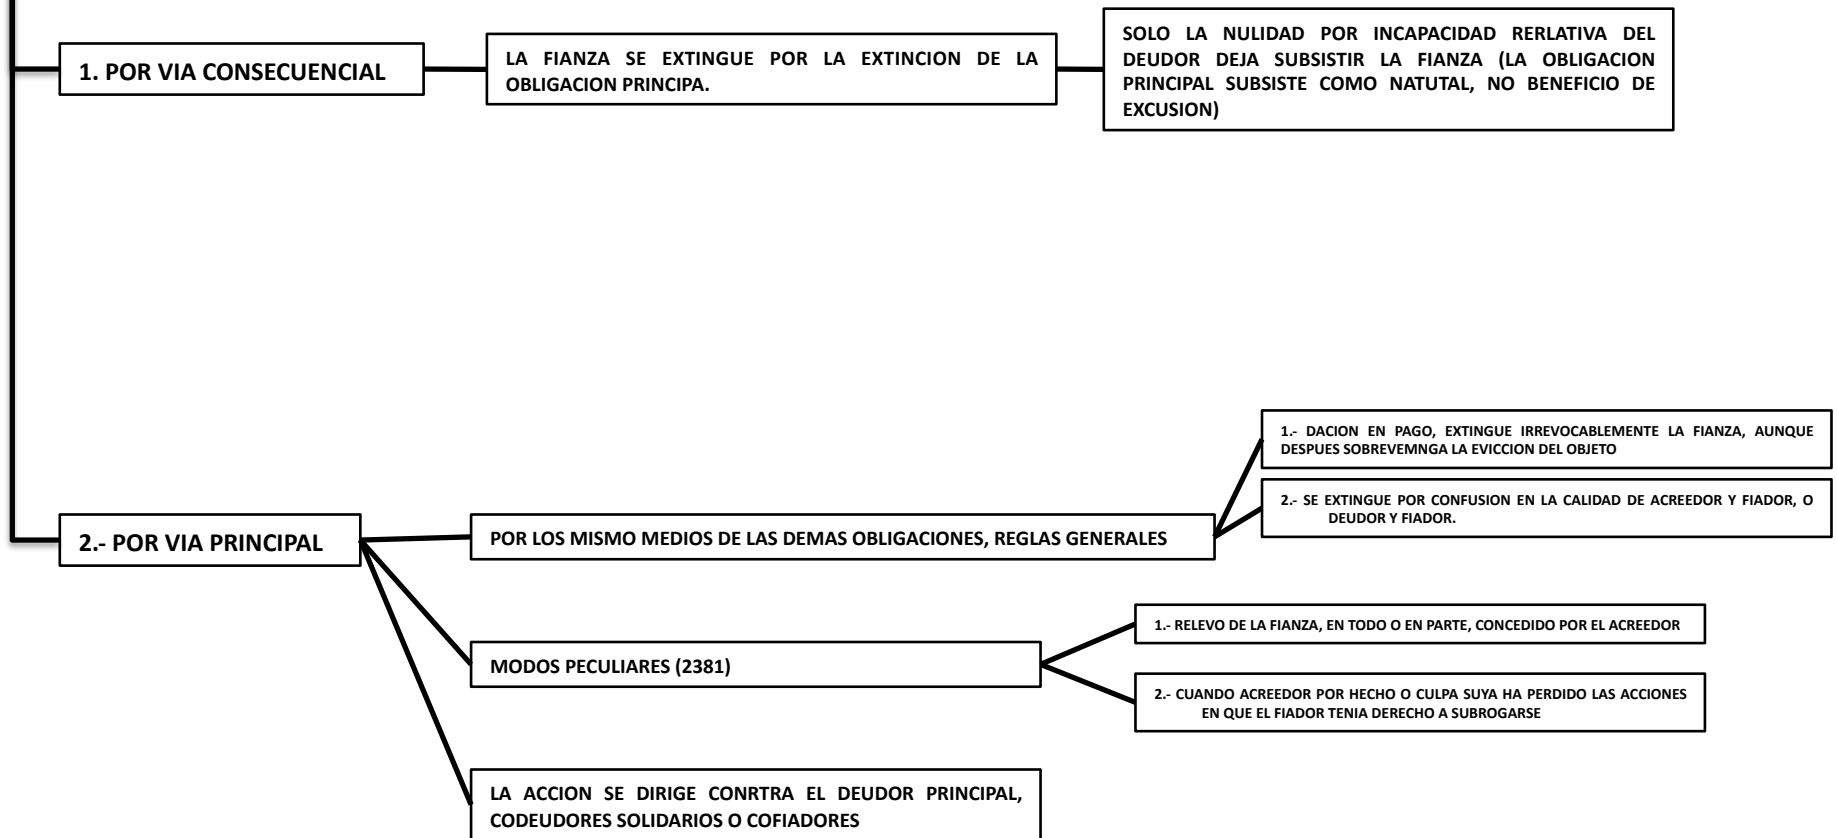 1. POR VIA CONSECUENCIAL
LA FIANZA SE EXTINGUE POR LA EXTINCION DE LA
OBLIGACION PRINCIPA.
SOLO LA NULIDAD POR INCAPACIDAD RERLATIVA DEL
DEUDOR DEJA SUBSISTIR LA FIANZA (LA OBLIGACION
PRINCIPAL SUBSISTE COMO NATUTAL, NO BENEFICIO DE
EXCUSION)
2.- POR VIA PRINCIPAL
POR LOS MISMO MEDIOS DE LAS DEMAS OBLIGACIONES, REGLAS GENERALES
1.- DACION EN PAGO, EXTINGUE IRREVOCABLEMENTE LA FIANZA, AUNQUE
DESPUES SOBREVEMNGA LA EVICCION DEL OBJETO
2.- SE EXTINGUE POR CONFUSION EN LA CALIDAD DE ACREEDOR Y FIADOR, O
DEUDOR Y FIADOR.
MODOS PECULIARES (2381)
1.- RELEVO DE LA FIANZA, EN TODO O EN PARTE, CONCEDIDO POR EL ACREEDOR
2.- CUANDO ACREEDOR POR HECHO O CULPA SUYA HA PERDIDO LAS ACCIONES
EN QUE EL FIADOR TENIA DERECHO A SUBROGARSE
LA ACCION SE DIRIGE CONRTRA EL DEUDOR PRINCIPAL,
CODEUDORES SOLIDARIOS O COFIADORES